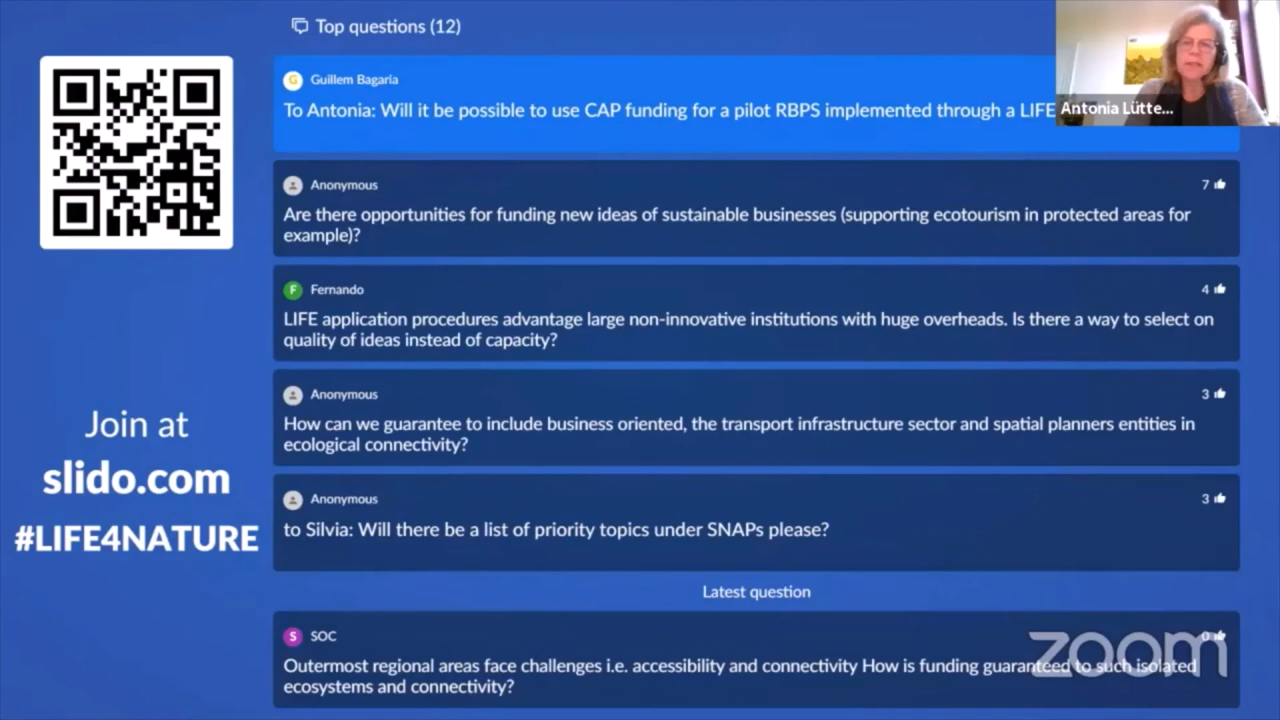 Top questions (12)
G
Guillem Bagaria
To Antonia: Will it be possible to use CAP funding for a pilot RBPS implemented through a LIFE
Antonia Lütte...
Anonymous
7
Are there opportunities for funding new ideas of sustainable businesses (supporting ecotourism in protected areas for
example)?
F
Fernando
4
LIFE application procedures advantage large non-innovative institutions with huge overheads. Is there a way to select on
quality of ideas instead of capacity?
Anonymous
3
How can we guarantee to include business oriented, the transport infrastructure sector and spatial planners entities in
ecological connectivity?
Anonymous
3
to Silvia: Will there be a list of priority topics under SNAPs please?
Join at
slido.com
#LIFE4NATURE
Latest question
S
SOC
0
Outermost regional areas face challenges i.e. accessibility and connectivity How is funding guaranteed to such isolated
ecosystems and connectivity?
zoom